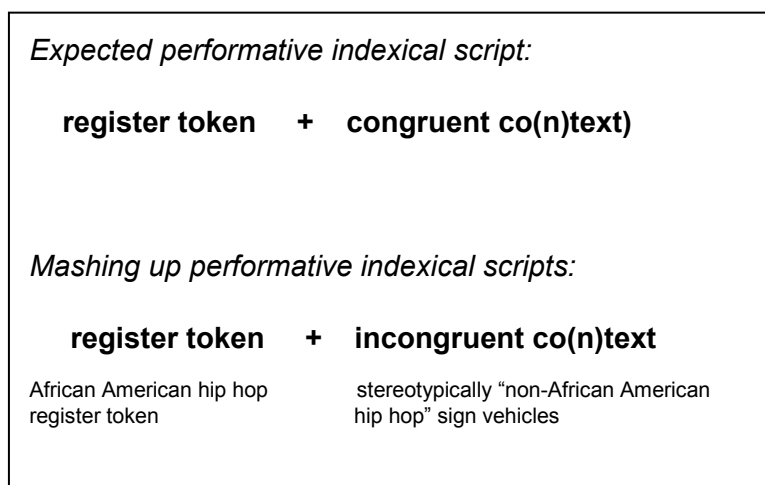 Expected performative indexical script:
register token + congruent co(n)text)
Mashing up performative indexical scripts:
register token + incongruent co(n)text
African American hip hop stereotypically “non-African American
register token hip hop” sign vehicles